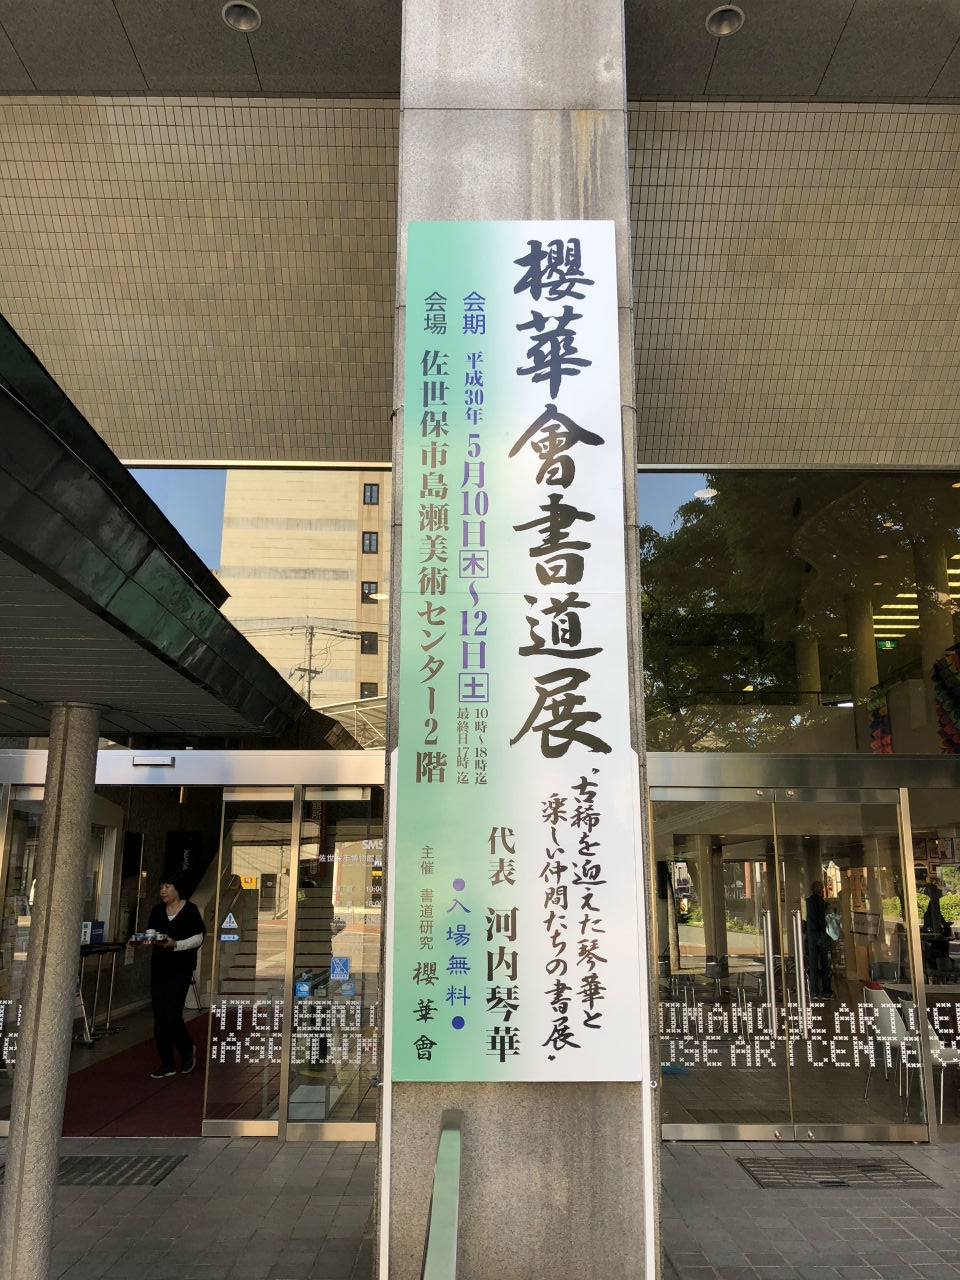 櫻華會書道展
“古稀を迎えた琴華と
楽しい仲間たちの書展”
会期 平成30年5月10日木〜12日土
10時〜18時迄
最終日17時迄
会場 佐世保市島瀬美術センター2階
代表 河内琴華
●入場無料●
主催 書道研究 櫻華會
SMS
10:00